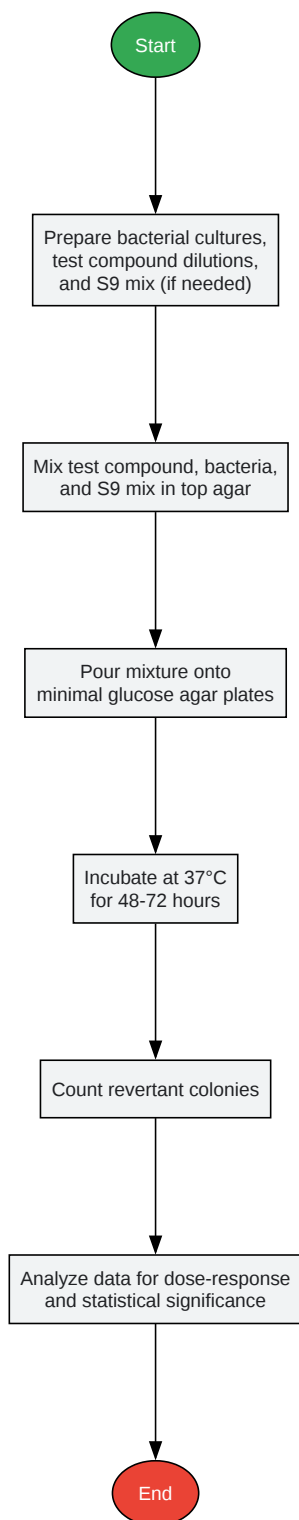 Start
Prepare bacterial cultures,
test compound dilutions,
and S9 mix (if needed)
Mix test compound, bacteria,
and S9 mix in top agar
Pour mixture onto
minimal glucose agar plates
Incubate at 37°C
for 48-72 hours
Count revertant colonies
Analyze data for dose-response
and statistical significance
End